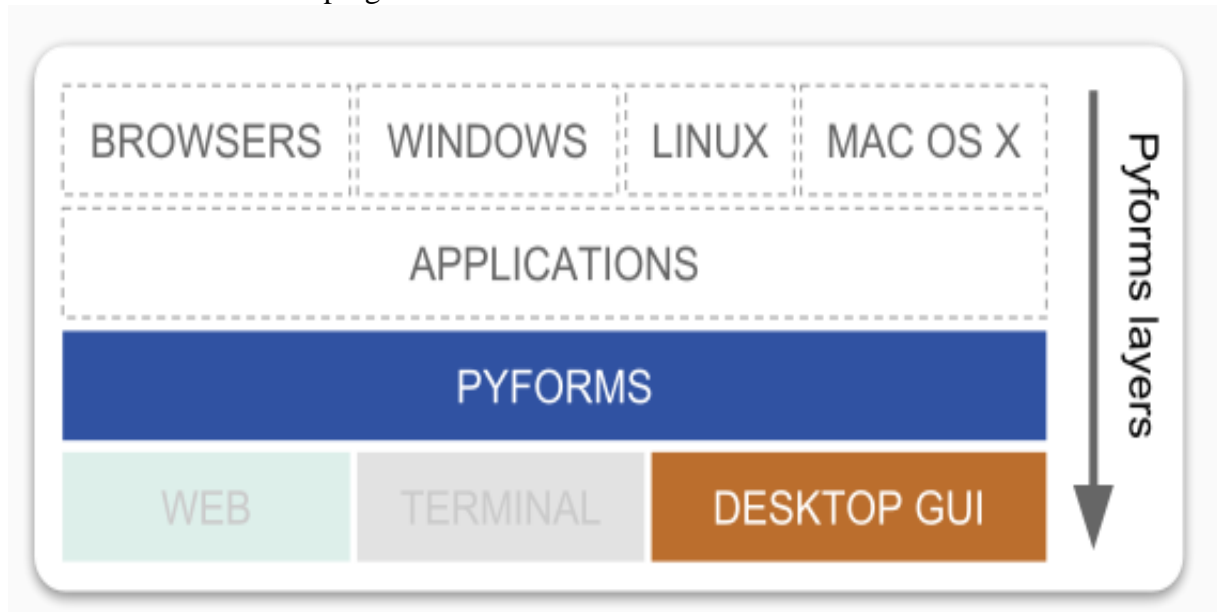 BROWSERS WINDOWS LINUX MAC OS X
APPLICATIONS
PYFORMS
WEB TERMINAL DESKTOP GUI
Pyforms layers